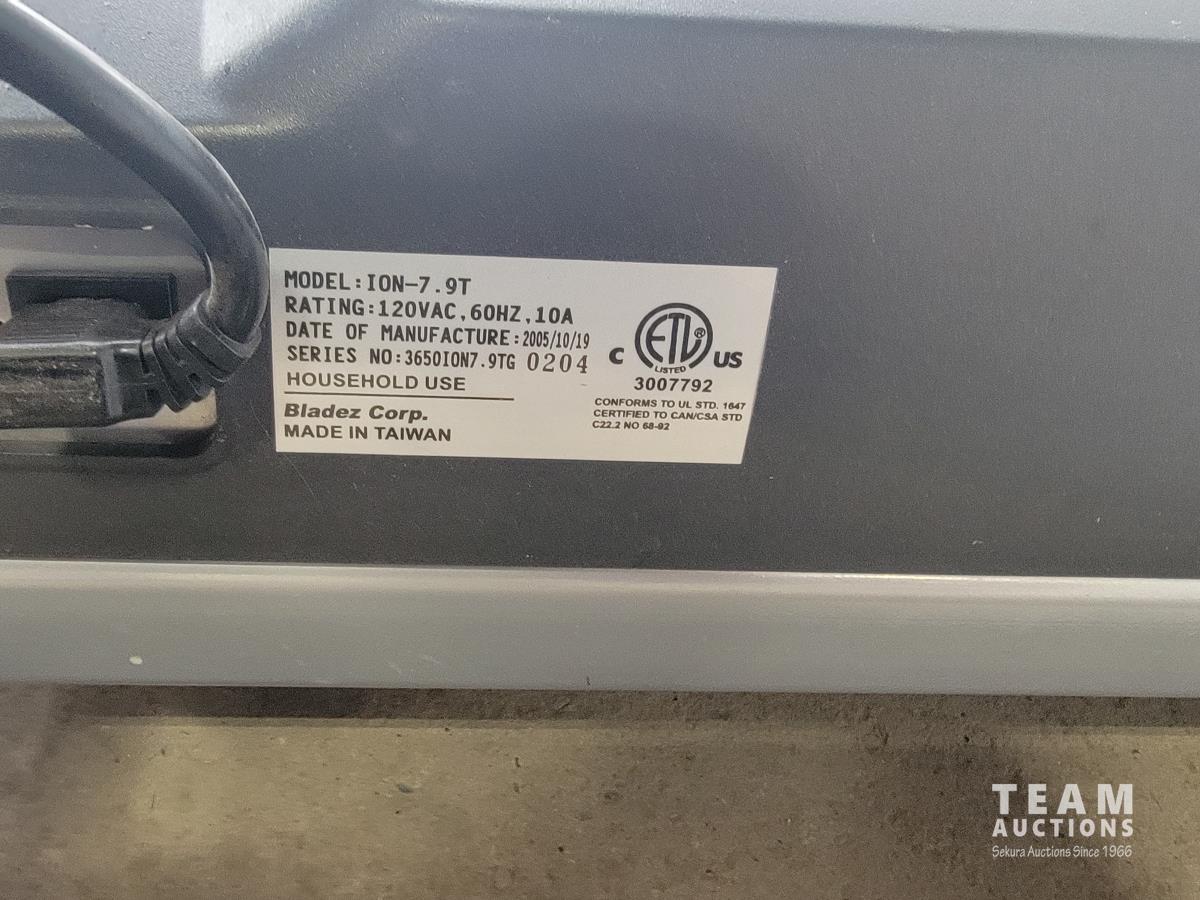 MODEL:ION-7.9T
RATING:120VAC,60HZ,10A
DATE OF MANUFACTURE:2005/10/19
SERIES NO:3650ION7.9TG 0204
HOUSEHOLD USE
Bladez Corp.
MADE IN TAIWAN
ETL®
LISTED
C US
3007792
CONFORMS TO UL STD. 1647
CERTIFIED TO CAN/CSA STD
C22.2 NO 68-92
TEAM
AUCTIONS
Sekura Auctions Since 1966